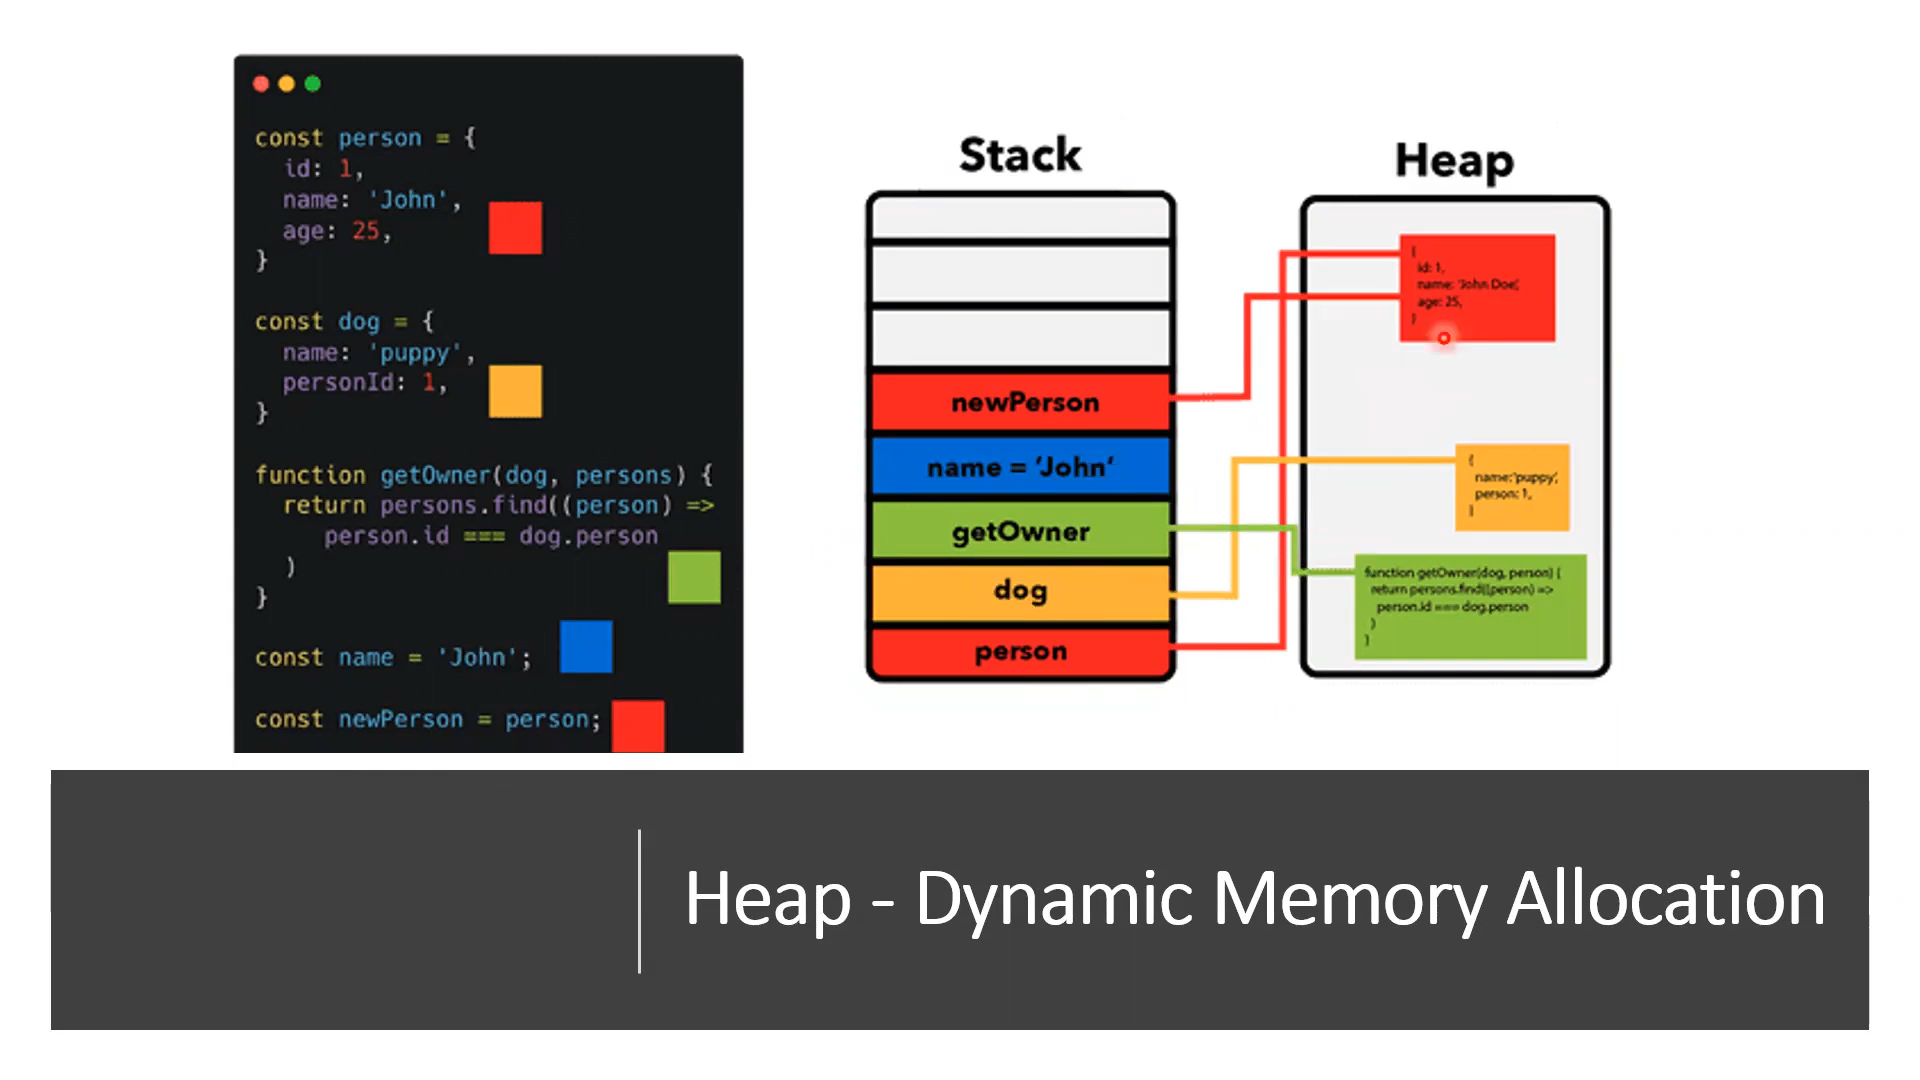 const person = {
id: 1,
name: 'John',
age: 25,
}
const dog = {
name: 'puppy',
personId: 1,
}
function getOwner(dog, persons) {
return persons.find((person) =>
person.id === dog.person
)
}
const name = 'John';
const newPerson = person;
Stack
newPerson
name = ‘John‘
getOwner
dog
person
Heap
{
id: 1,
name: 'John Doe',
age: 25,
}
{
name:'puppy',
person: 1,
}
function getOwner(dog, person) {
return persons.find((person) =>
person.id === dog.person
)
}
Heap - Dynamic Memory Allocation